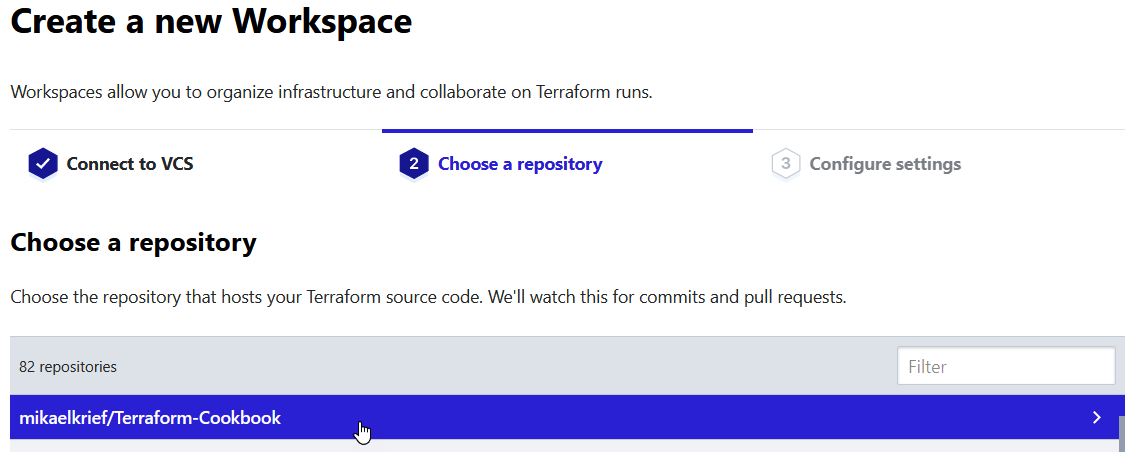 Create a new Workspace
Workspaces allow you to organize infrastructure and collaborate on Terraform runs.
Connect to VCS
2 Choose a repository
3 Configure settings
Choose a repository
Choose the repository that hosts your Terraform source code. We'll watch this for commits and pull requests.
82 repositories
Filter
mikaelkrief/Terraform-Cookbook